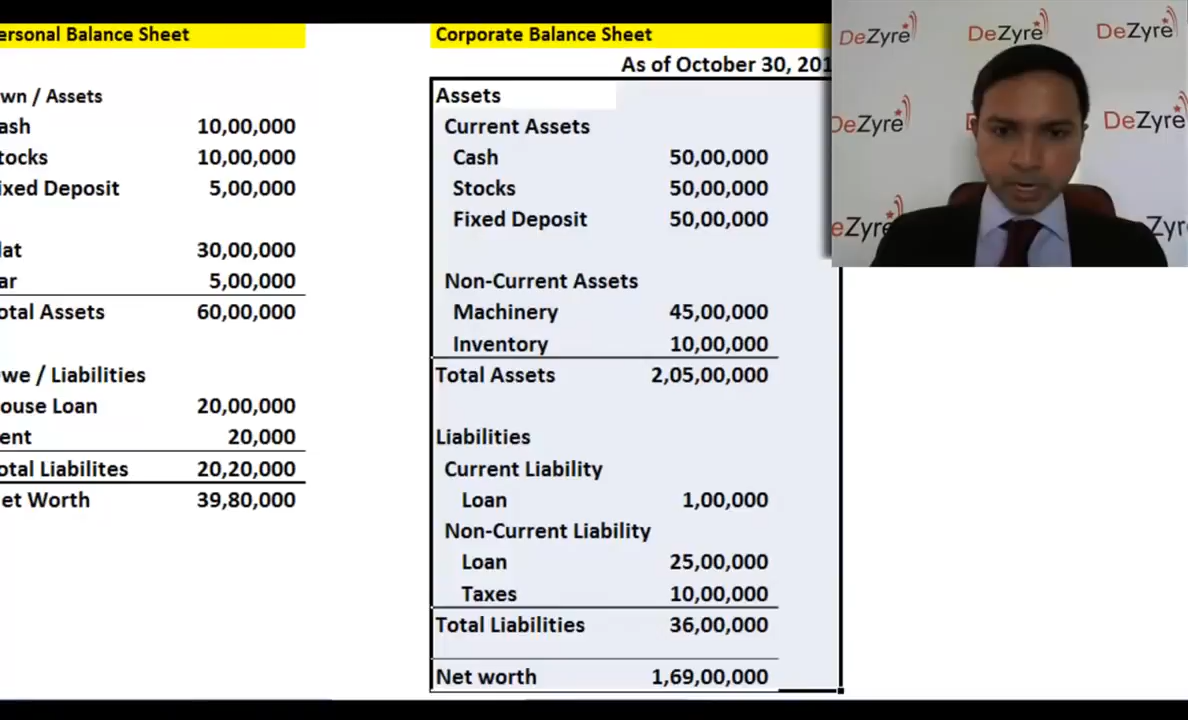 ersonal Balance Sheet
wn / Assets
ash 10,00,000
tocks 10,00,000
ixed Deposit 5,00,000
lat 30,00,000
ar 5,00,000
otal Assets 60,00,000
we / Liabilities
ouse Loan 20,00,000
ent 20,000
otal Liabilites 20,20,000
et Worth 39,80,000
Corporate Balance Sheet
As of October 30, 201
Assets
Current Assets
Cash 50,00,000
Stocks 50,00,000
Fixed Deposit 50,00,000
Non-Current Assets
Machinery 45,00,000
Inventory 10,00,000
Total Assets 2,05,00,000
Liabilities
Current Liability
Loan 1,00,000
Non-Current Liability
Loan 25,00,000
Taxes 10,00,000
Total Liabilities 36,00,000
Net worth 1,69,00,000
DeZyre DeZyre DeZyre
DeZyre D DeZyre
eZyre Zyr